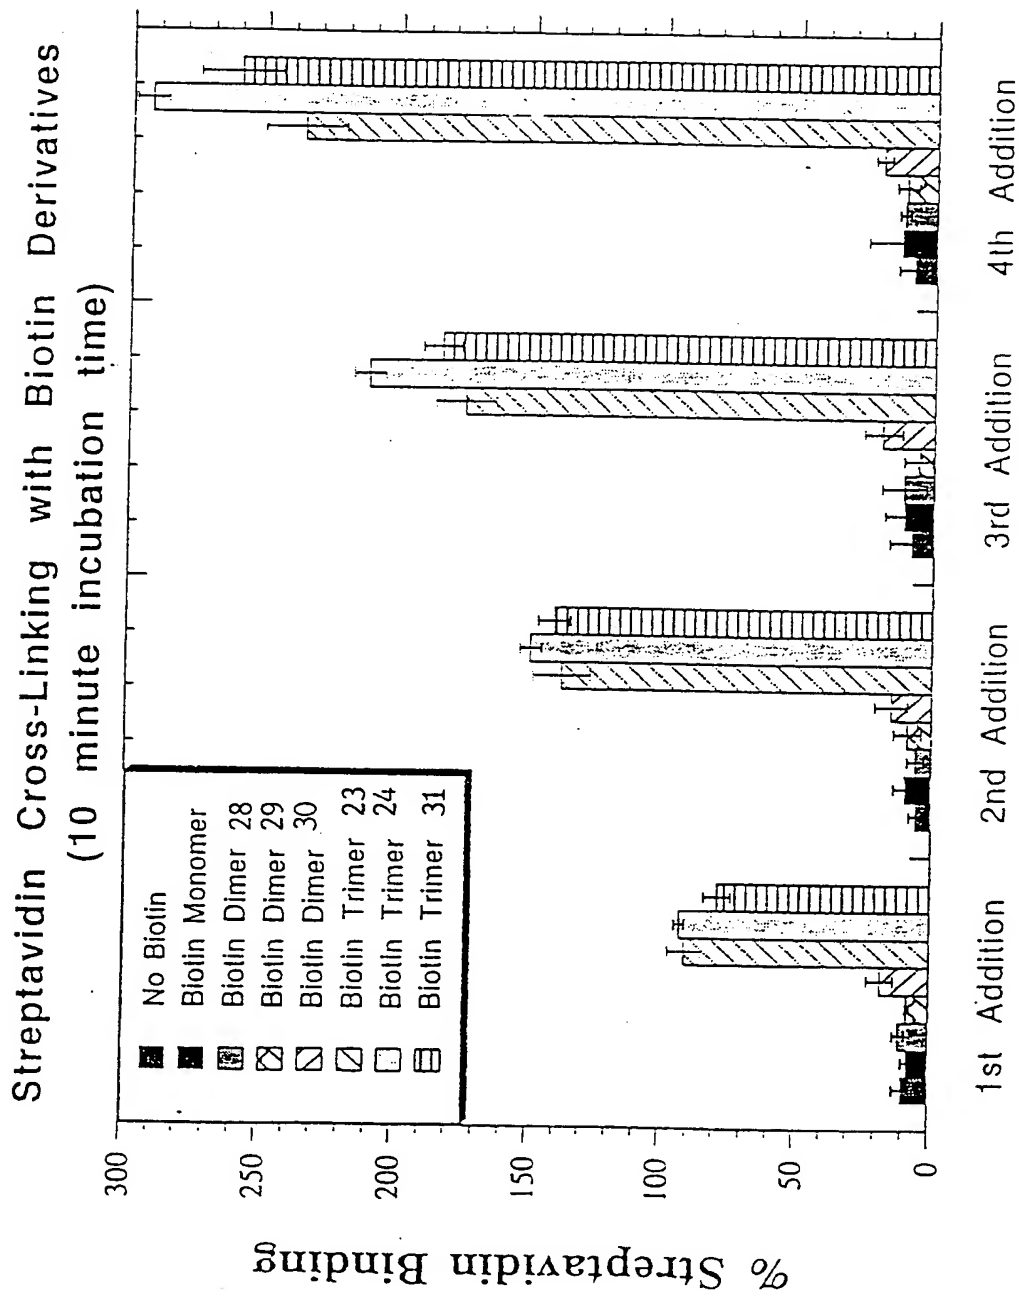 Streptavidin Cross-Linking with Biotin Derivatives
(10 minute incubation time)
% Streptavidin Binding
300
250
200
150
100
50
0
No Biotin
Biotin Monomer
Biotin Dimer 28
Biotin Dimer 29
Biotin Dimer 30
Biotin Trimer 23
Biotin Trimer 24
Biotin Trimer 31
1st Addition
2nd Addition
3rd Addition
4th Addition